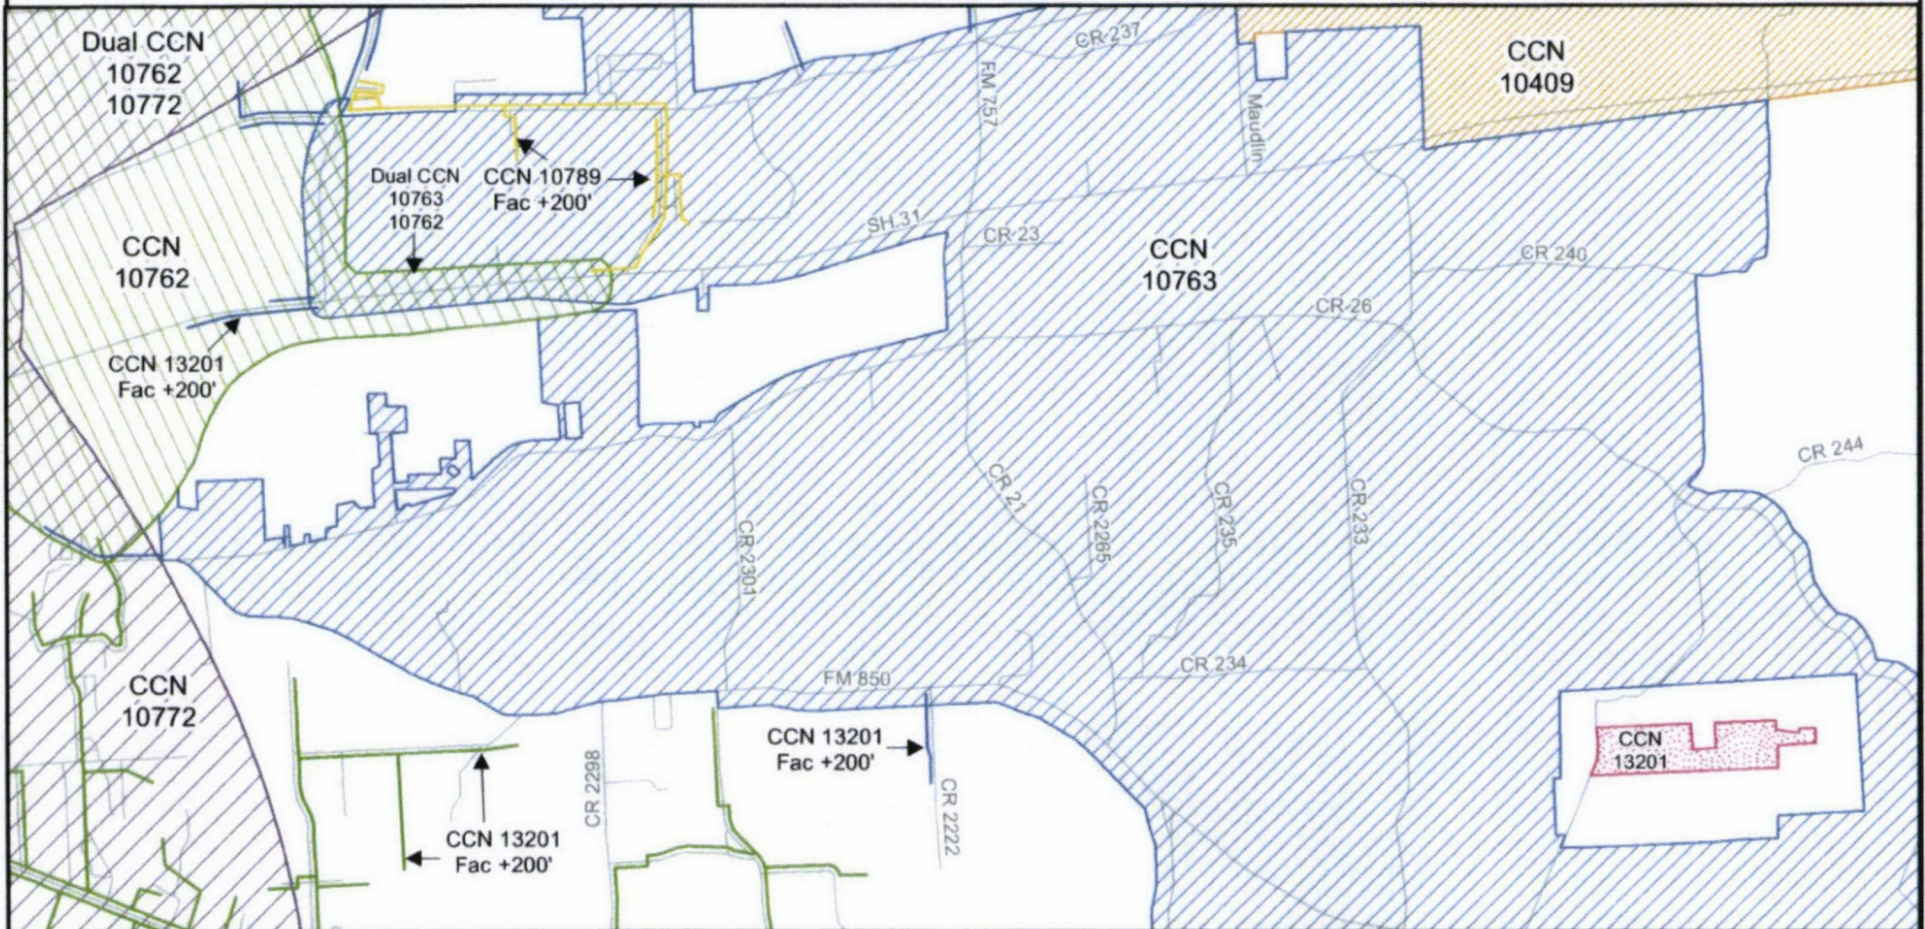 Dual CCN
10762
10772
CR 237
CCN
10409
FM 757
Maudlin
Dual CCN
10763
10762
CCN 10789
Fac +200'
CCN
10762
SH 31
CR 23
CCN
10763
CR 240
CR 26
CCN 13201
Fac +200'
CR 244
CR 21
CR 2265
CR 235
CR 233
CR 2301
CR 234
FM 850
CCN
10772
CCN 13201
Fac +200'
CCN
13201
CR 2298
CR 2222
CCN 13201
Fac +200'